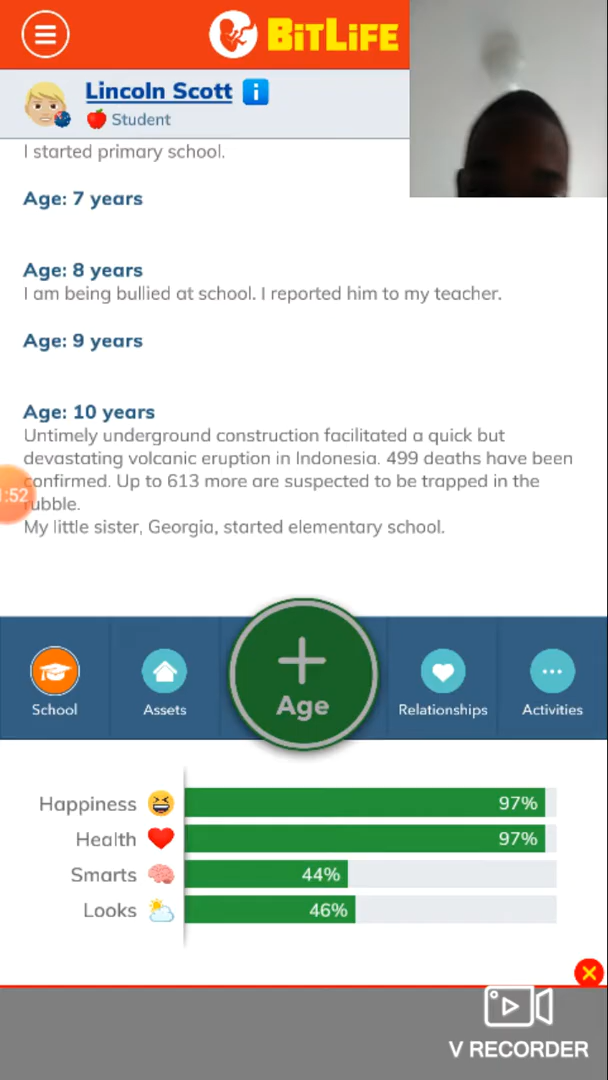 BiTLiFE
Lincoln Scott i
Student
I started primary school.
Age: 7 years
Age: 8 years
I am being bullied at school. I reported him to my teacher.
Age: 9 years
Age: 10 years
Untimely underground construction facilitated a quick but
devastating volcanic eruption in Indonesia. 499 deaths have been
confirmed. Up to 613 more are suspected to be trapped in the
:52
rubble.
My little sister, Georgia, started elementary school.
+
Age
School
Assets
Relationships
Activities
Happiness 97%
Health 97%
Smarts 44%
Looks 46%
V RECORDER